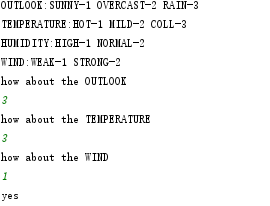 OUTLOOK:SUNNY-1 OVERCAST-2 RAIN-3
TEMPERATURE:HOT-1 MILD-2 COLL-3
HUMIDITY:HIGH-1 NORMAL-2
WIND:WEAK-1 STRONG-2
how about the OUTLOOK
3
how about the TEMPERATURE
3
how about the WIND
1
yes